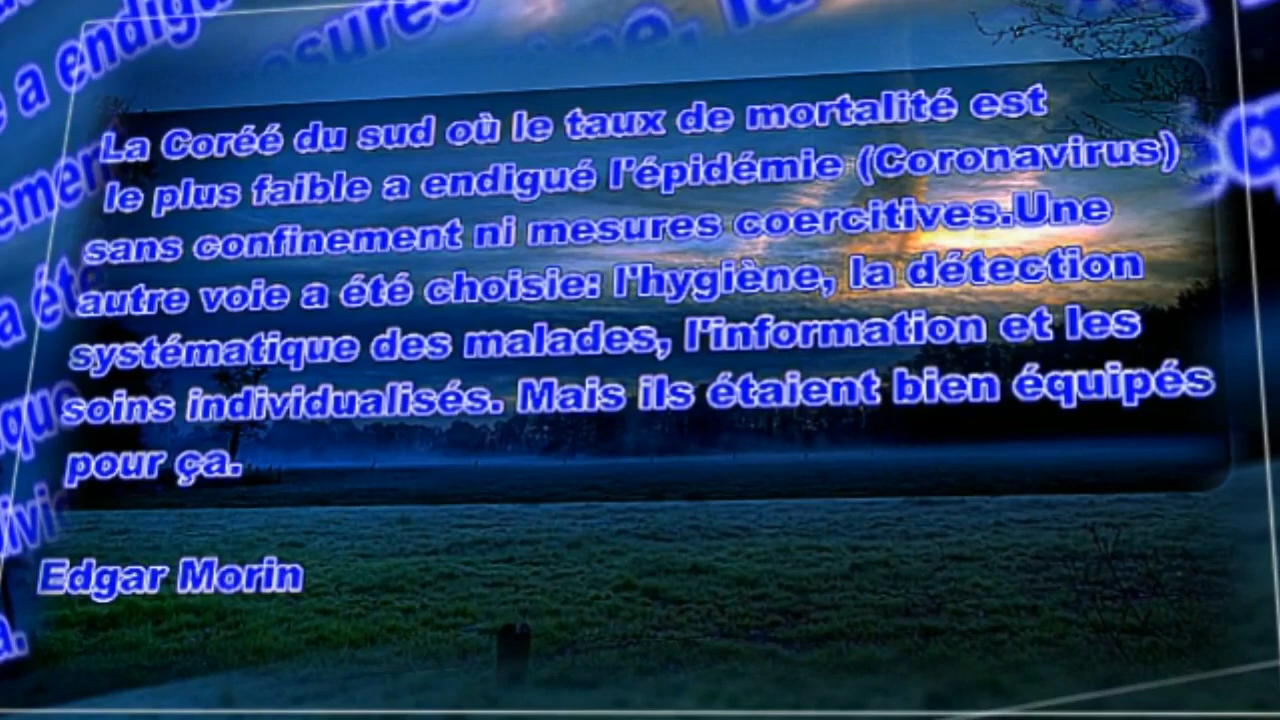 La Coréé du sud où le taux de mortalité est
le plus faible a endigué l'épidémie (Coronavirus)
sans confinement ni mesures coercitives.Une
autre voie a été choisie: l'hygiène, la détection
systématique des malades, l'information et les
soins individualisés. Mais ils étaient bien équipés
pour ça.
Edgar Morin